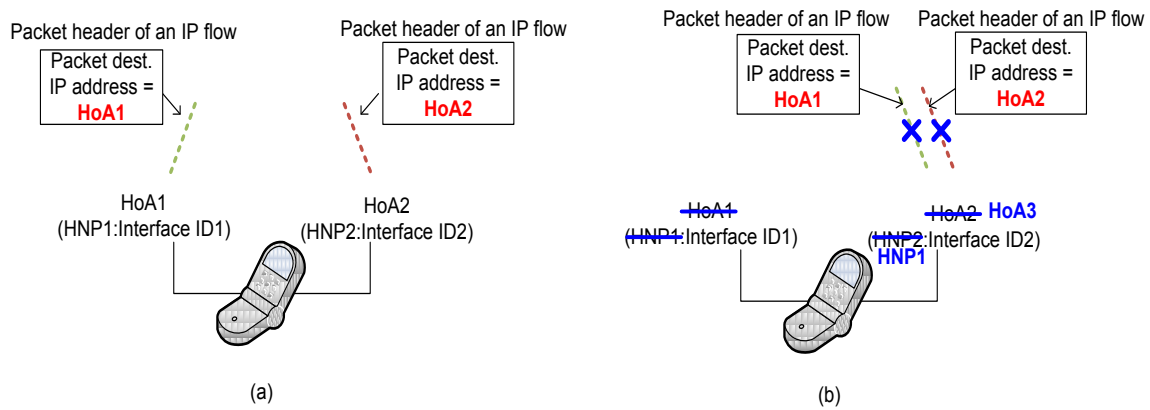 Packet header of an IP flow
Packet dest.
IP address =
HoA1
Packet header of an IP flow
Packet dest.
IP address =
HoA2
HoA1
(HNP1:Interface ID1)
HoA2
(HNP2:Interface ID2)
(a)
Packet header of an IP flow
Packet dest.
IP address =
HoA1
Packet header of an IP flow
Packet dest.
IP address =
HoA2
HoA1
(HNP1:Interface ID1)
HoA2 HoA3
(HNP2:Interface ID2)
HNP1
(b)